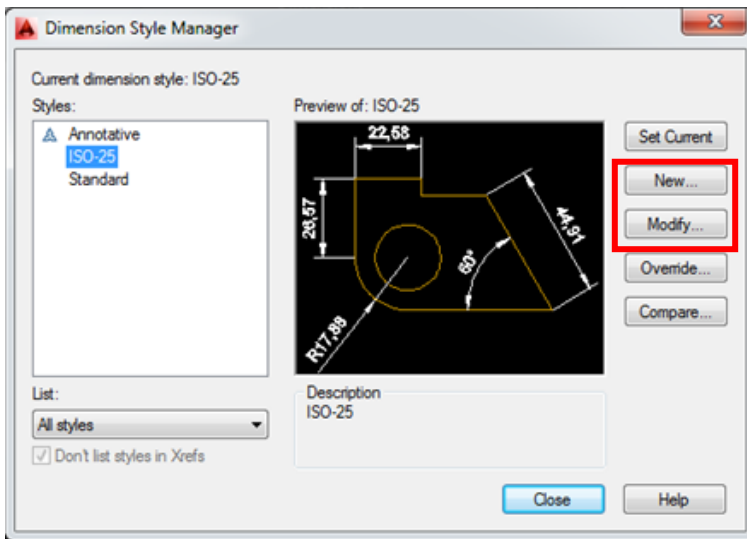 Dimension Style Manager
Current dimension style: ISO-25
Styles:
Annotative
ISO-25
Standard
Preview of: ISO-25
22,58
26,57
44,91
60°
R17,88
Set Current
New...
Modify...
Override...
Compare...
List:
All styles
Don't list styles in Xrefs
Description
ISO-25
Close
Help